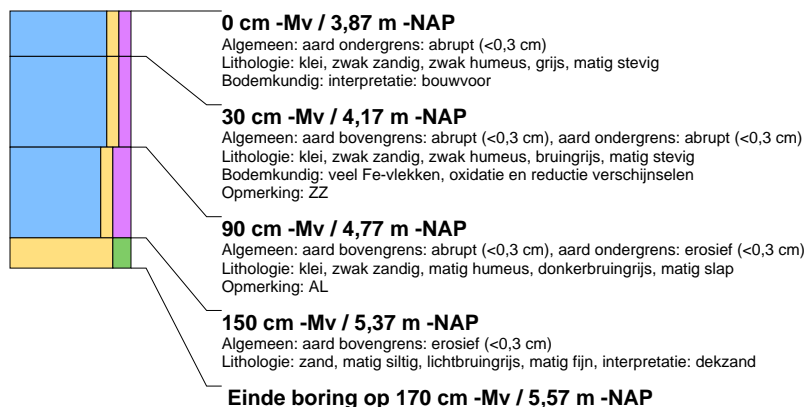 0 cm -Mv / 3,87 m -NAP
Algemeen: aard ondergrens: abrupt (<0,3 cm)
Lithologie: klei, zwak zandig, zwak humeus, grijs, matig stevig
Bodemkundig: interpretatie: bouwvoor
30 cm -Mv / 4,17 m -NAP
Algemeen: aard bovengrens: abrupt (<0,3 cm), aard ondergrens: abrupt (<0,3 cm)
Lithologie: klei, zwak zandig, zwak humeus, bruingrijs, matig stevig
Bodemkundig: veel Fe-vlekken, oxidatie en reductie verschijnselen
Opmerking: ZZ
90 cm -Mv / 4,77 m -NAP
Algemeen: aard bovengrens: abrupt (<0,3 cm), aard ondergrens: erosief (<0,3 cm)
Lithologie: klei, zwak zandig, matig humeus, donkerbruingrijs, matig slap
Opmerking: AL
150 cm -Mv / 5,37 m -NAP
Algemeen: aard bovengrens: erosief (<0,3 cm)
Lithologie: zand, matig siltig, lichtbruingrijs, matig fijn, interpretatie: dekzand
Einde boring op 170 cm -Mv / 5,57 m -NAP